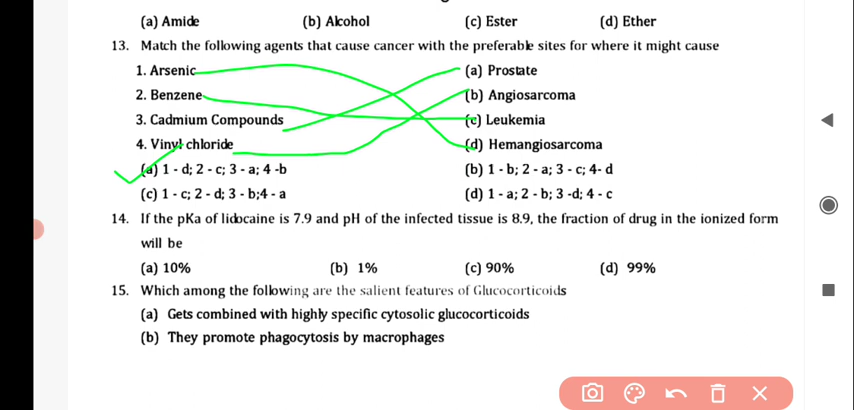 (a) Amide (b) Alcohol (c) Ester (d) Ether
13. Match the following agents that cause cancer with the preferable sites for where it might cause
1. Arsenic (a) Prostate
2. Benzene (b) Angiosarcoma
3. Cadmium Compounds (c) Leukemia
4. Vinyl chloride (d) Hemangiosarcoma
(a) 1 - d; 2 - c; 3 - a; 4 -b (b) 1 - b; 2 - a; 3 - c; 4- d
(c) 1 - c; 2 - d; 3 - b;4 - a (d) 1 - a; 2 - b; 3 -d; 4 - c
14. If the pKa of lidocaine is 7.9 and pH of the infected tissue is 8.9, the fraction of drug in the ionized form
will be
(a) 10% (b) 1% (c) 90% (d) 99%
15. Which among the following are the salient features of Glucocorticoids
(a) Gets combined with highly specific cytosolic glucocorticoids
(b) They promote phagocytosis by macrophages